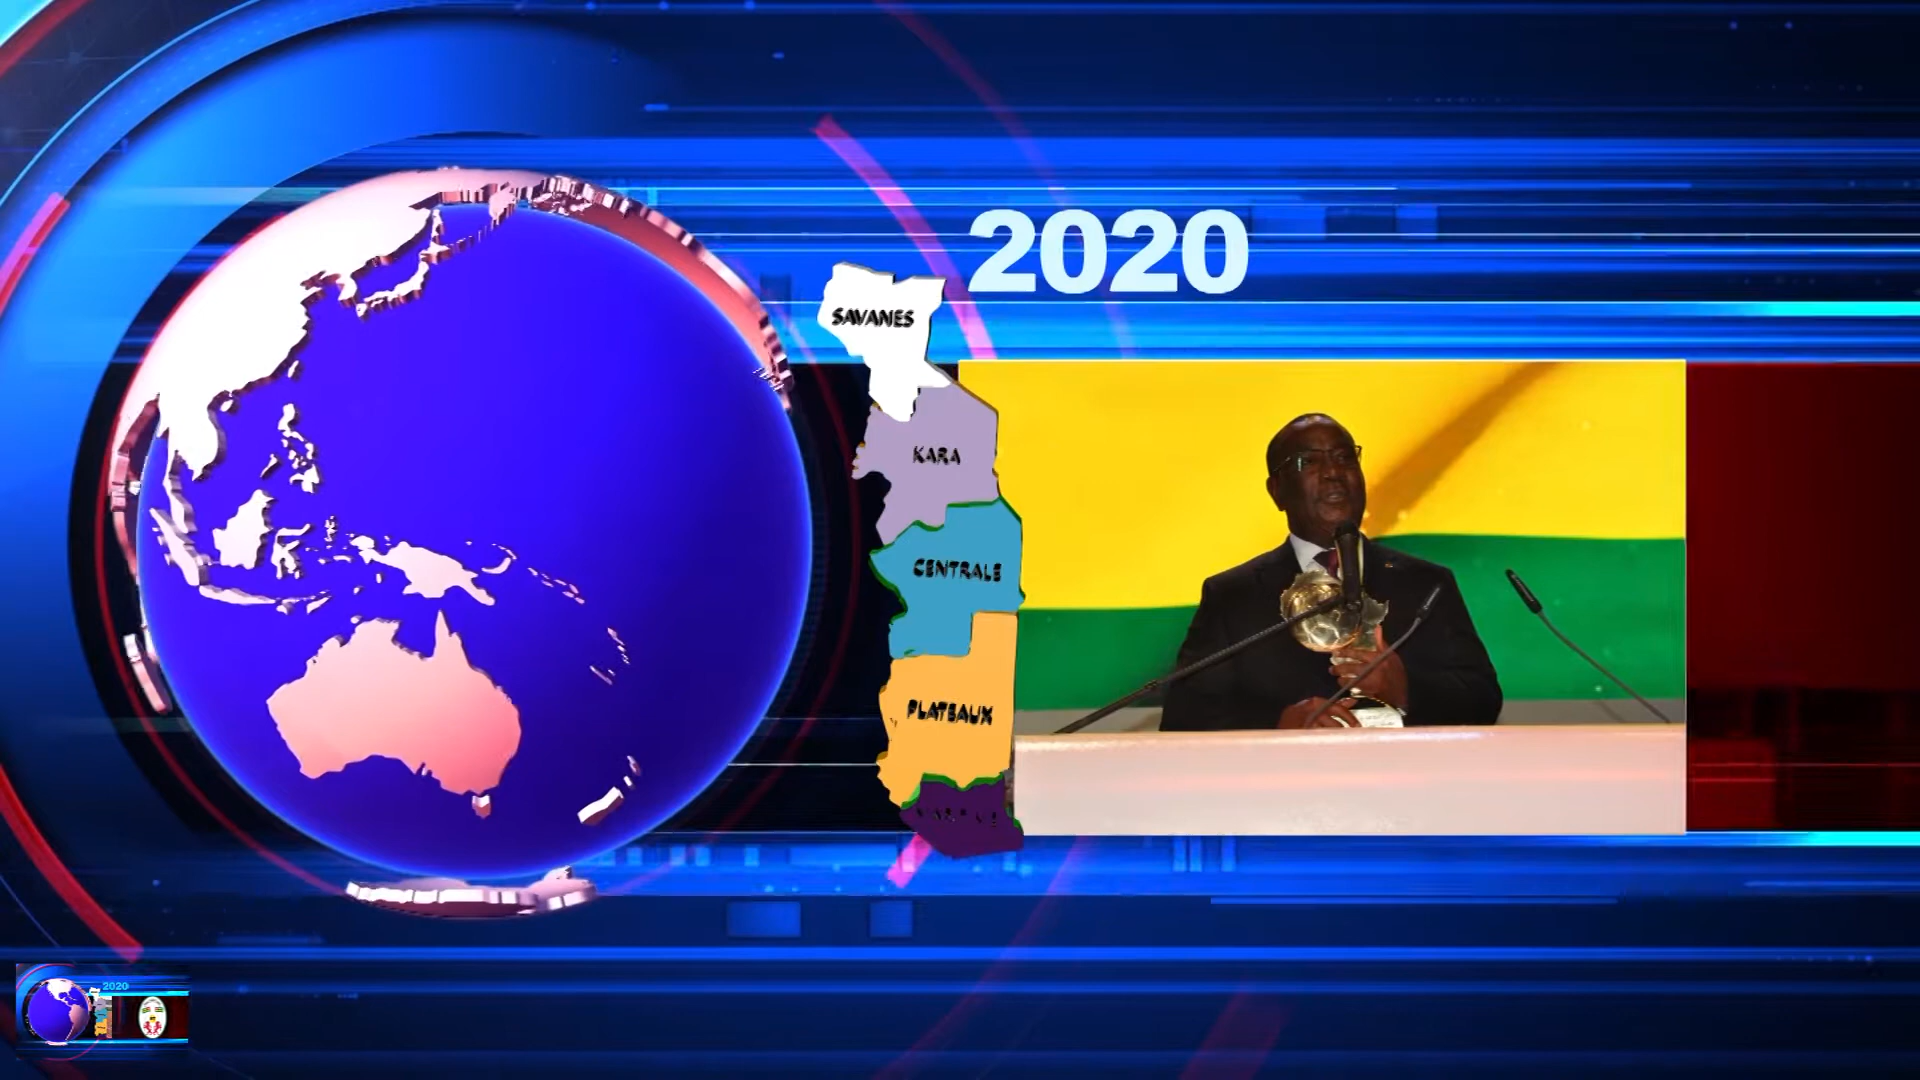 2020
SAVANES
KARA
CENTRALE
PLATEAUX
2020